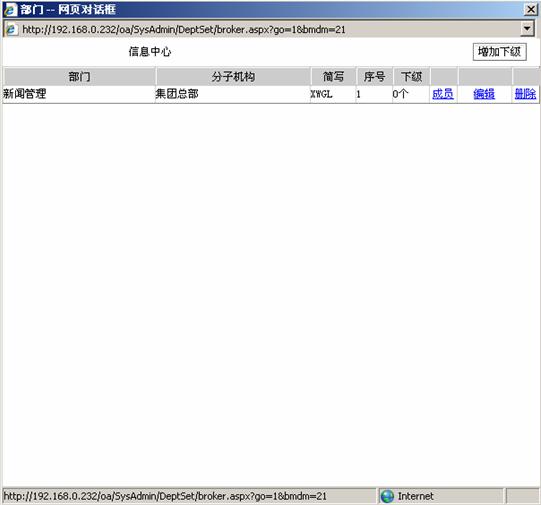 部门 -- 网页对话框
http://192.168.0.232/oa/SysAdmin/DeptSet/broker.aspx?go=1&bmdm=21
信息中心 增加下级
部门 分子机构 简写 序号 下级
新闻管理 集团总部 XWGL 1 0个 成员 编辑 删除
http://192.168.0.232/oa/SysAdmin/DeptSet/broker.aspx?go=1&bmdm=21 Internet